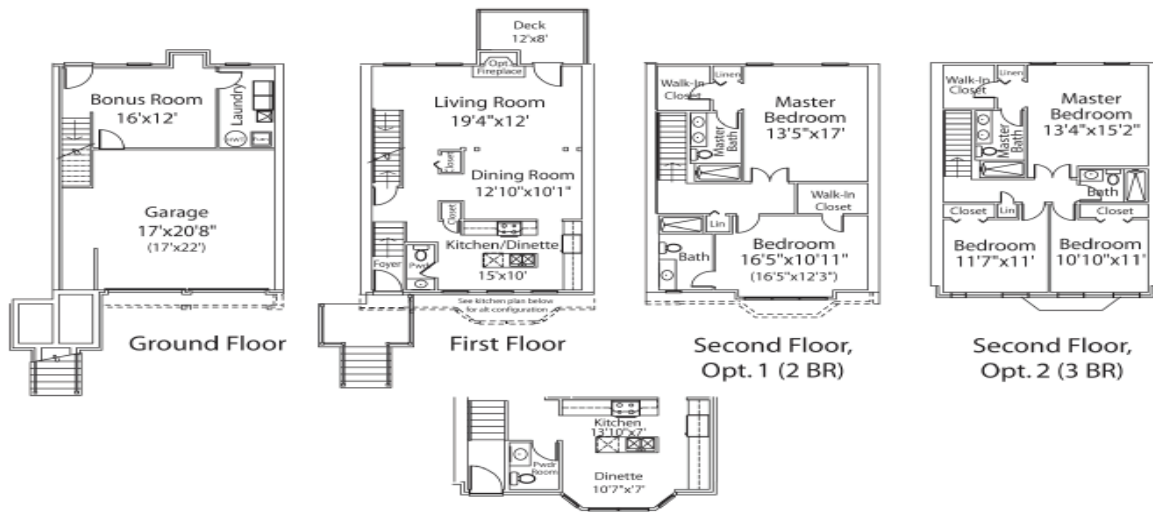 Bonus Room
16'x12'
Laundry
HWT
Garage
17'x20'8"
(17'x22')
Ground Floor
Deck
12'x8'
Opt.
Fireplace
Living Room
19'4"x12'
Closet
Dining Room
12'10"x10'1"
Closet
Kitchen/Dinette
15'x10'
Foyer
Pwd
See kitchen plan below
for alt configuration
First Floor
Walk-In
Closet
Linen
Master
Bedroom
13'5"x17'
Master
Bath
Walk-In
Closet
Lin
Bath
Bedroom
16'5"x10'11"
(16'5"x12'3")
Second Floor,
Opt. 1 (2 BR)
Walk-In
Closet
Linen
Master
Bedroom
13'4"x15'2"
Master
Bath
Bath
Closet
Lin
Closet
Bedroom
11'7"x11'
Bedroom
10'10"x11'
Second Floor,
Opt. 2 (3 BR)
Kitchen
13'10"x7'
Pwdr
Room
Dinette
10'7"x7'